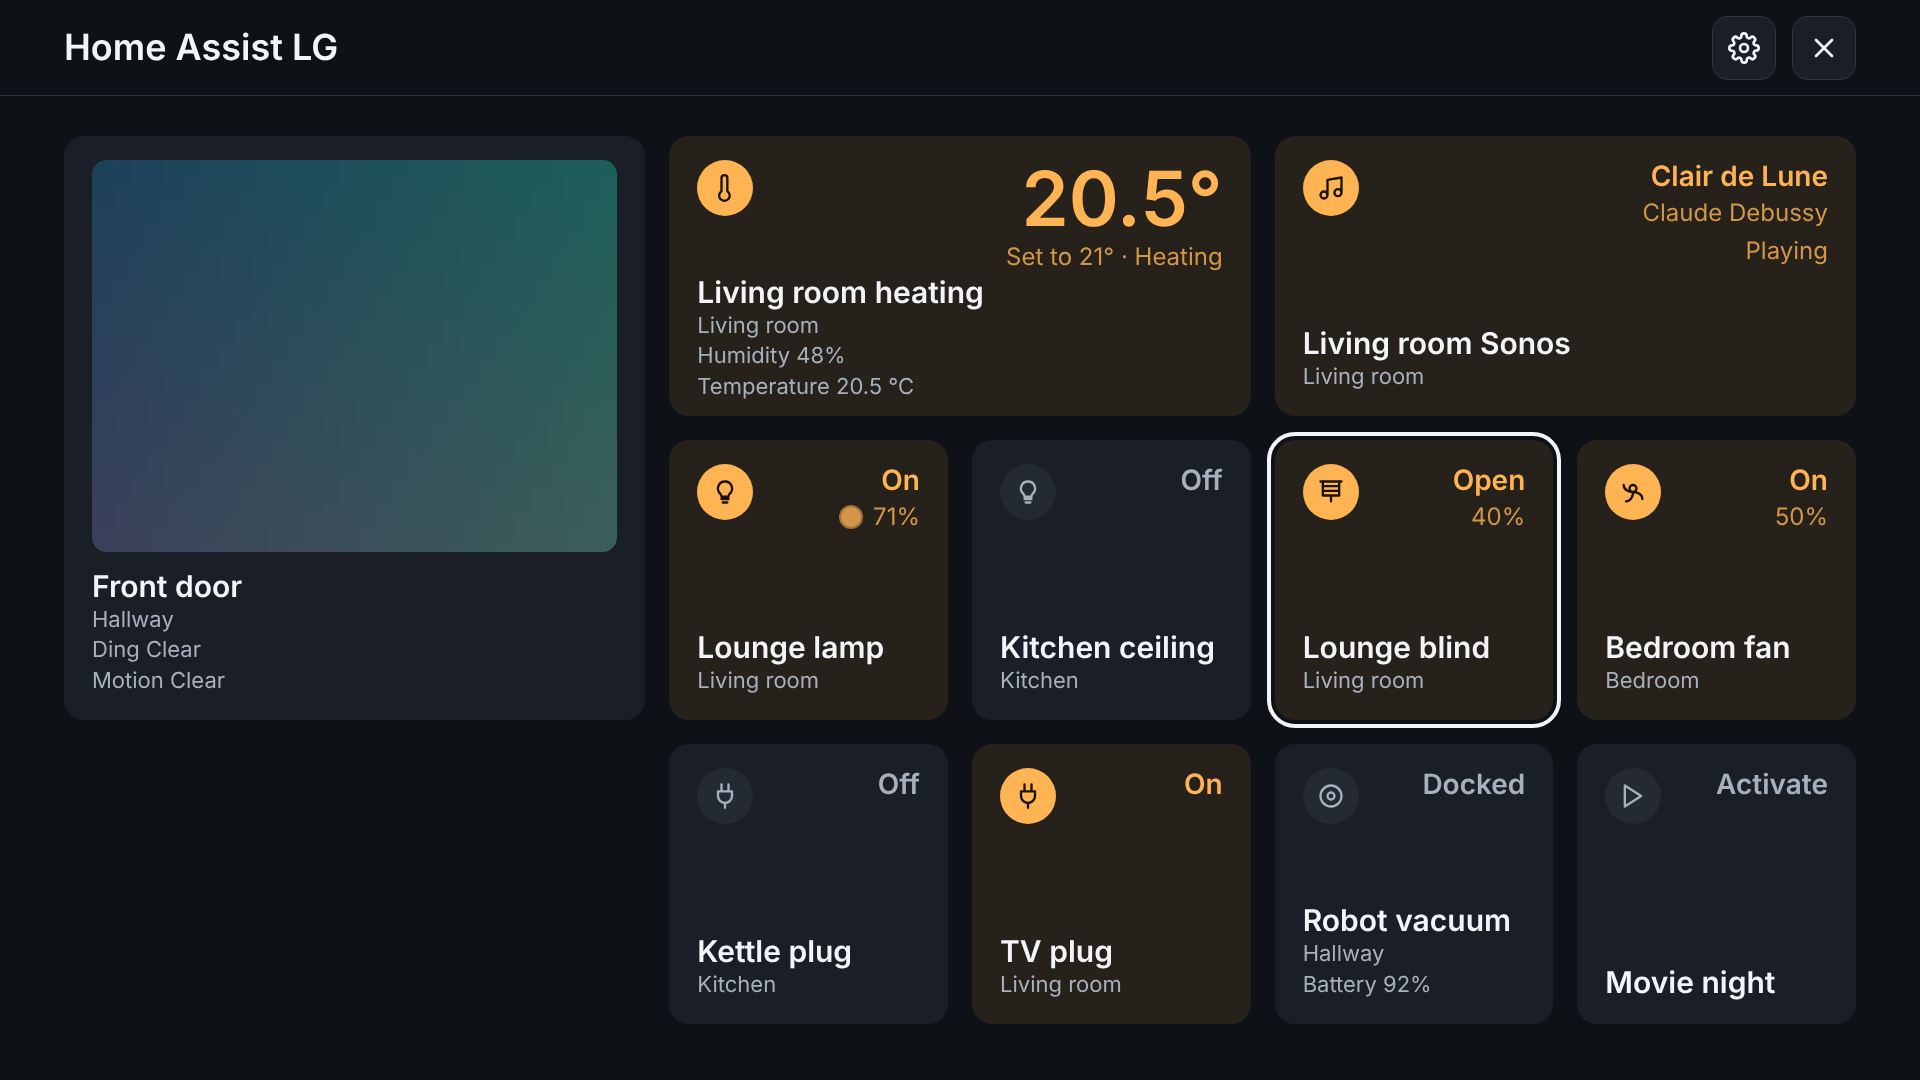 Home Assist LG
Front door
Hallway
Ding Clear
Motion Clear
20.5°
Set to 21° · Heating
Living room heating
Living room
Humidity 48%
Temperature 20.5 °C
Clair de Lune
Claude Debussy
Playing
Living room Sonos
Living room
On
71%
Lounge lamp
Living room
Off
Kitchen ceiling
Kitchen
Open
40%
Lounge blind
Living room
On
50%
Bedroom fan
Bedroom
Off
Kettle plug
Kitchen
On
TV plug
Living room
Docked
Robot vacuum
Hallway
Battery 92%
Activate
Movie night